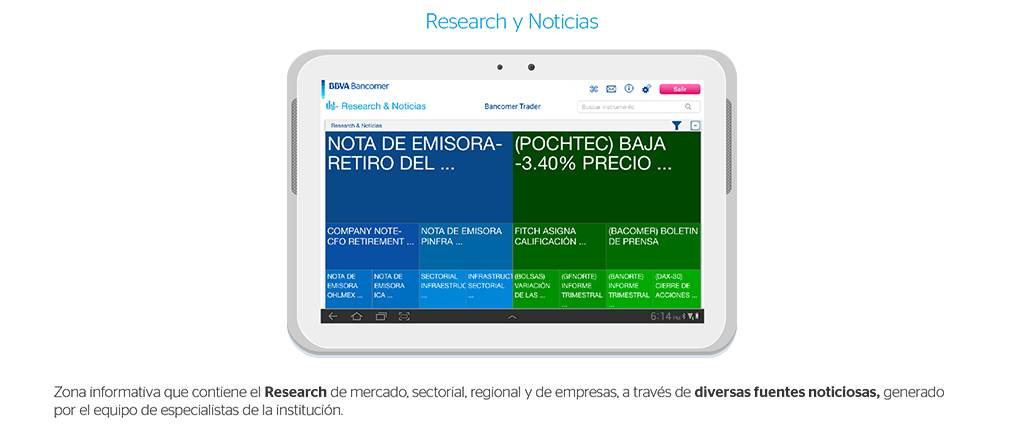 Research y Noticias
BBVA Bancomer
Salir
Research & Noticias
Bancomer Trader
Buscar instrumento
Research & Noticias
NOTA DE EMISORA-
RETIRO DEL ...
(POCHTEC) BAJA
-3.40% PRECIO ...
COMPANY NOTE-
CFO RETIREMENT ...
NOTA DE EMISORA
PINFRA ...
FITCH ASIGNA
CALIFICACIÓN ...
(BACOMER) BOLETIN
DE PRENSA
NOTA DE
EMISORA
OHLMEX ...
NOTA DE
EMISORA
ICA ...
SECTORIAL
INFRAESTRUC
...
INFRASTRUCT
SECTORIAL
...
(BOLSAS)
VARIACIÓN
DE LAS ...
(GFNORTE)
INFORME
TRIMESTRAL
...
(BANORTE)
INFORME
TRIMESTRAL
...
(DAX-30)
CIERRE DE
ACCIONES ...
6:14 PM
Zona informativa que contiene el Research de mercado, sectorial, regional y de empresas, a través de diversas fuentes noticiosas, generado
por el equipo de especialistas de la institución.